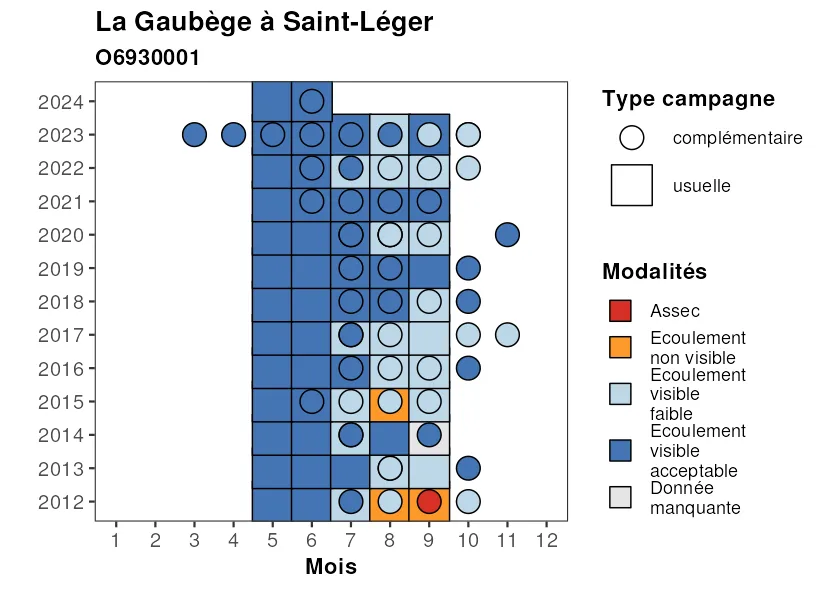 La Gaubège à Saint-Léger
O6930001
2024
2023
2022
2021
2020
2019
2018
2017
2016
2015
2014
2013
2012
1 2 3 4 5 6 7 8 9 10 11 12
Mois
Type campagne
complémentaire
usuelle
Modalités
Assec
Ecoulement
non visible
Ecoulement
visible
faible
Ecoulement
visible
acceptable
Donnée
manquante